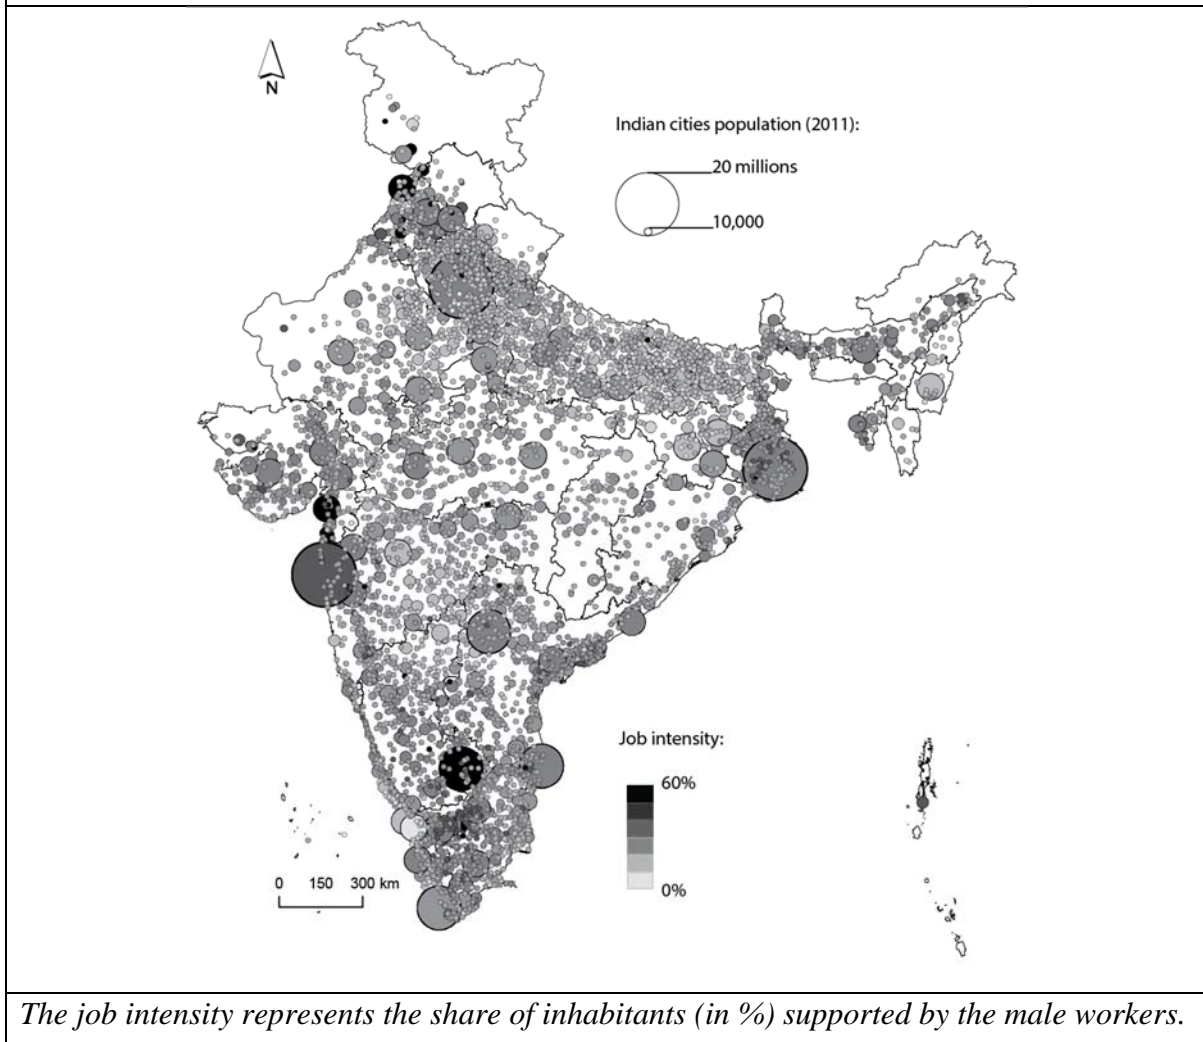 N
Indian cities population (2011):
20 millions
10,000
Job intensity:
60%
0%
0 150 300 km
The job intensity represents the share of inhabitants (in %) supported by the male workers.